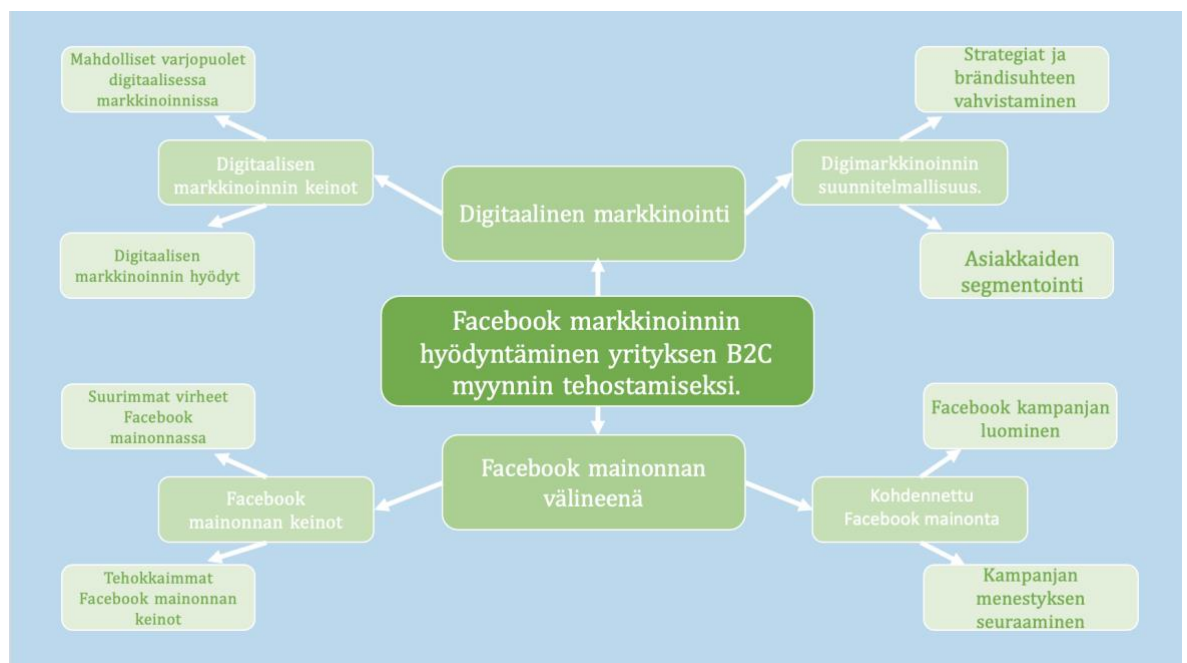 Mahdolliset varjopuolet
digitaalisessa
markkinoinnissa
Strategiat ja
brändisuhteen
vahvistaminen
Digitaalisen
markkinoinnin keinot
Digitaalinen markkinointi
Digimarkkinoinnin
suunnitelmallisuus.
Digitaalisen
markkinoinnin hyödyt
Asiakkaiden
segmentointi
Facebook markkinoinnin
hyödyntäminen yrityksen B2C
myynnin tehostamiseksi.
Suurimmat virheet
Facebook
mainonnassa
Facebook kampanjan
luominen
Facebook
mainonnan keinot
Facebook mainonnan
välineenä
Kohdennettu
Facebook mainonta
Tehokkaimmat
Facebook mainonnan
keinot
Kampanjan
menestyksen
seuraaminen